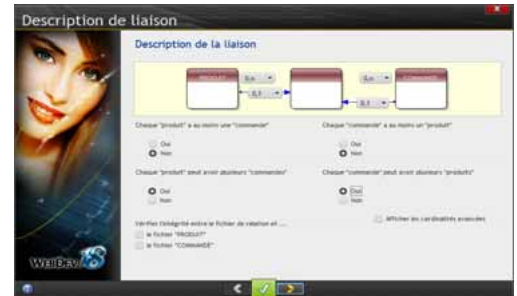 Description de liaison
Description de la liaison
PRODUIT
0,n
0,n
COMMANDE
0,1
0,1
Chaque "produit" a au moins une "commande"
Chaque "commande" a au moins un "produit"
Oui
Oui
Non
Non
Chaque "produit" peut avoir plusieurs "commandes"
Chaque "commande" peut avoir plusieurs "produits"
Oui
Oui
Non
Non
Afficher les cardinalités avancées
Vérifier l'intégrité entre le fichier de relation et ...
le fichier "PRODUIT"
le fichier "COMMANDE"
WEBDEV